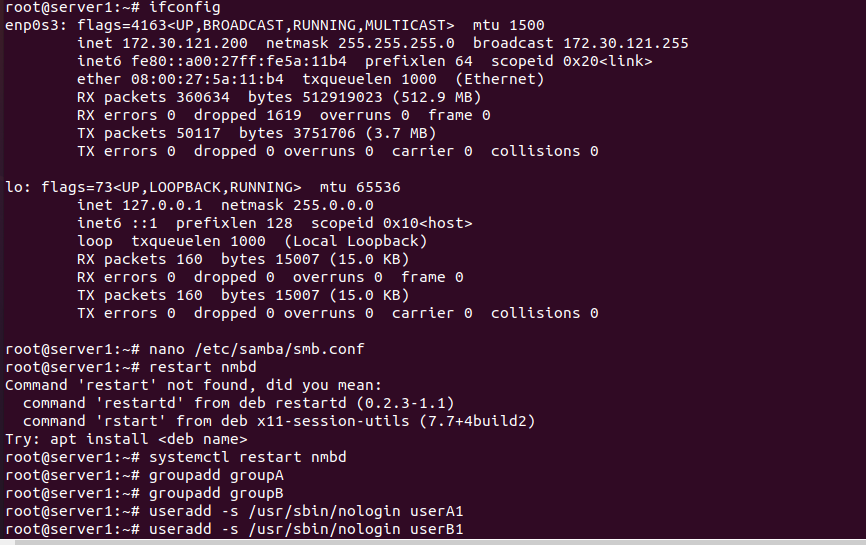 root@server1:~# ifconfig
enp0s3: flags=4163<UP,BROADCAST,RUNNING,MULTICAST>  mtu 1500
        inet 172.30.121.200  netmask 255.255.255.0  broadcast 172.30.121.255
        inet6 fe80::a00:27ff:fe5a:11b4  prefixlen 64  scopeid 0x20<link>
        ether 08:00:27:5a:11:b4  txqueuelen 1000  (Ethernet)
        RX packets 360634  bytes 512919023 (512.9 MB)
        RX errors 0  dropped 1619  overruns 0  frame 0
        TX packets 50117  bytes 3751706 (3.7 MB)
        TX errors 0  dropped 0 overruns 0  carrier 0  collisions 0

lo: flags=73<UP,LOOPBACK,RUNNING>  mtu 65536
        inet 127.0.0.1  netmask 255.0.0.0
        inet6 ::1  prefixlen 128  scopeid 0x10<host>
        loop  txqueuelen 1000  (Local Loopback)
        RX packets 160  bytes 15007 (15.0 KB)
        RX errors 0  dropped 0  overruns 0  frame 0
        TX packets 160  bytes 15007 (15.0 KB)
        TX errors 0  dropped 0 overruns 0  carrier 0  collisions 0

root@server1:~# nano /etc/samba/smb.conf
root@server1:~# restart nmbd
Command 'restart' not found, did you mean:
  command 'restartd' from deb restartd (0.2.3-1.1)
  command 'rstart' from deb x11-session-utils (7.7+4build2)
Try: apt install <deb name>
root@server1:~# systemctl restart nmbd
root@server1:~# groupadd groupA
root@server1:~# groupadd groupB
root@server1:~# useradd -s /usr/sbin/nologin userA1
root@server1:~# useradd -s /usr/sbin/nologin userB1